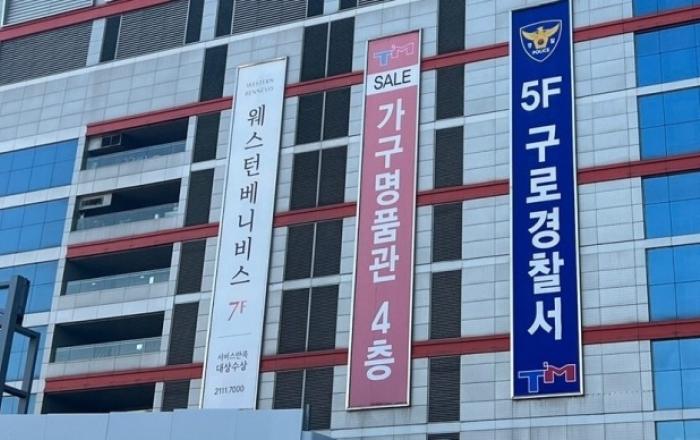 WESTERN
BENNEVIS
웨스턴베니비스
7F
서비스만족
대상수상
2111.7000
TM
SALE
가구명품관 4층
경찰
POLICE
5F 구로경찰서
TM